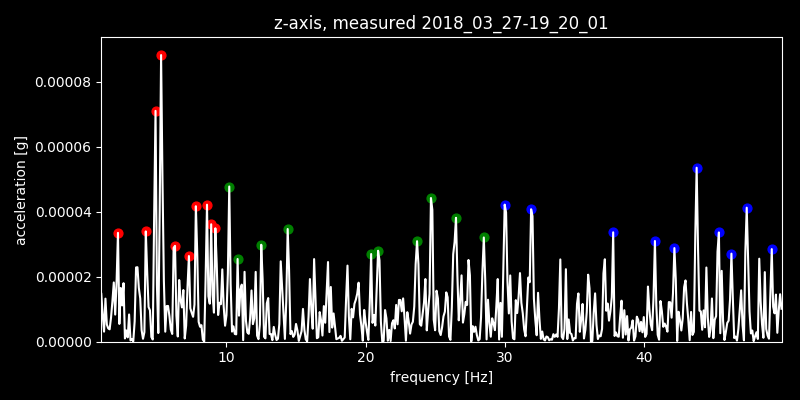 z-axis, measured 2018_03_27-19_20_01
0.00008
0.00006
0.00004
0.00002
0.00000
acceleration [g]
10 20 30 40
frequency [Hz]